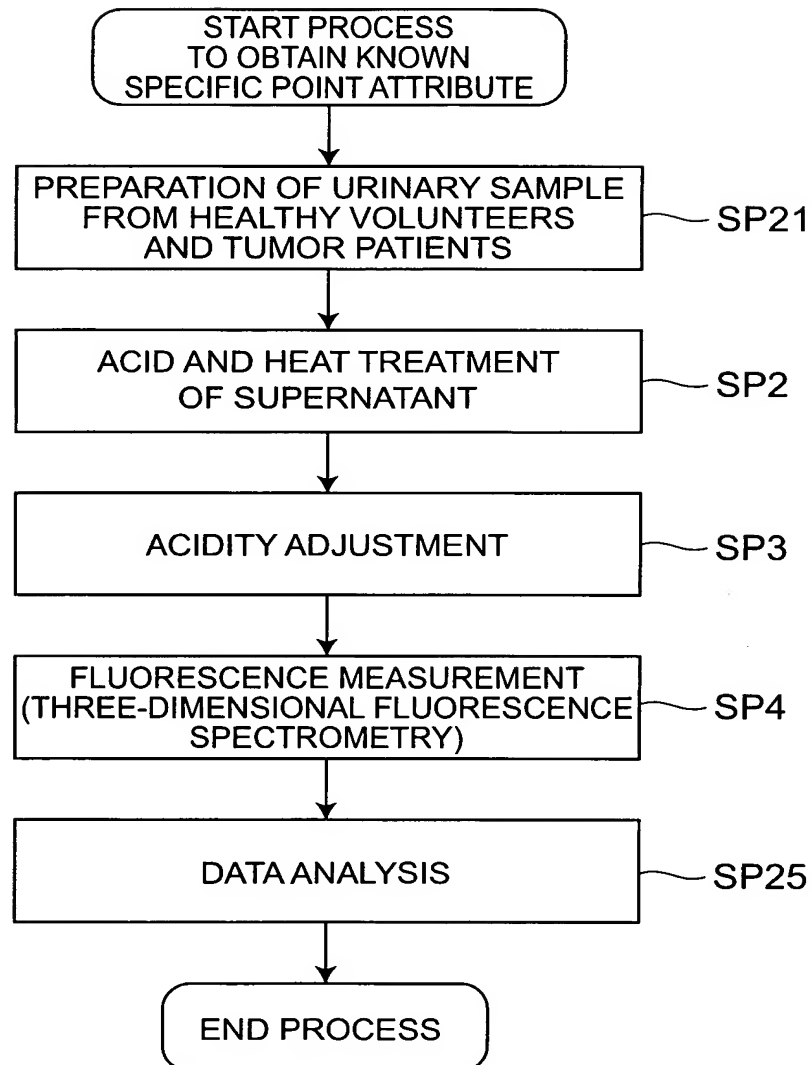 START PROCESS
TO OBTAIN KNOWN
SPECIFIC POINT ATTRIBUTE
PREPARATION OF URINARY SAMPLE
FROM HEALTHY VOLUNTEERS
AND TUMOR PATIENTS
SP21
ACID AND HEAT TREATMENT
OF SUPERNATANT
SP2
ACIDITY ADJUSTMENT
SP3
FLUORESCENCE MEASUREMENT
(THREE-DIMENSIONAL FLUORESCENCE
SPECTROMETRY)
SP4
DATA ANALYSIS
SP25
END PROCESS